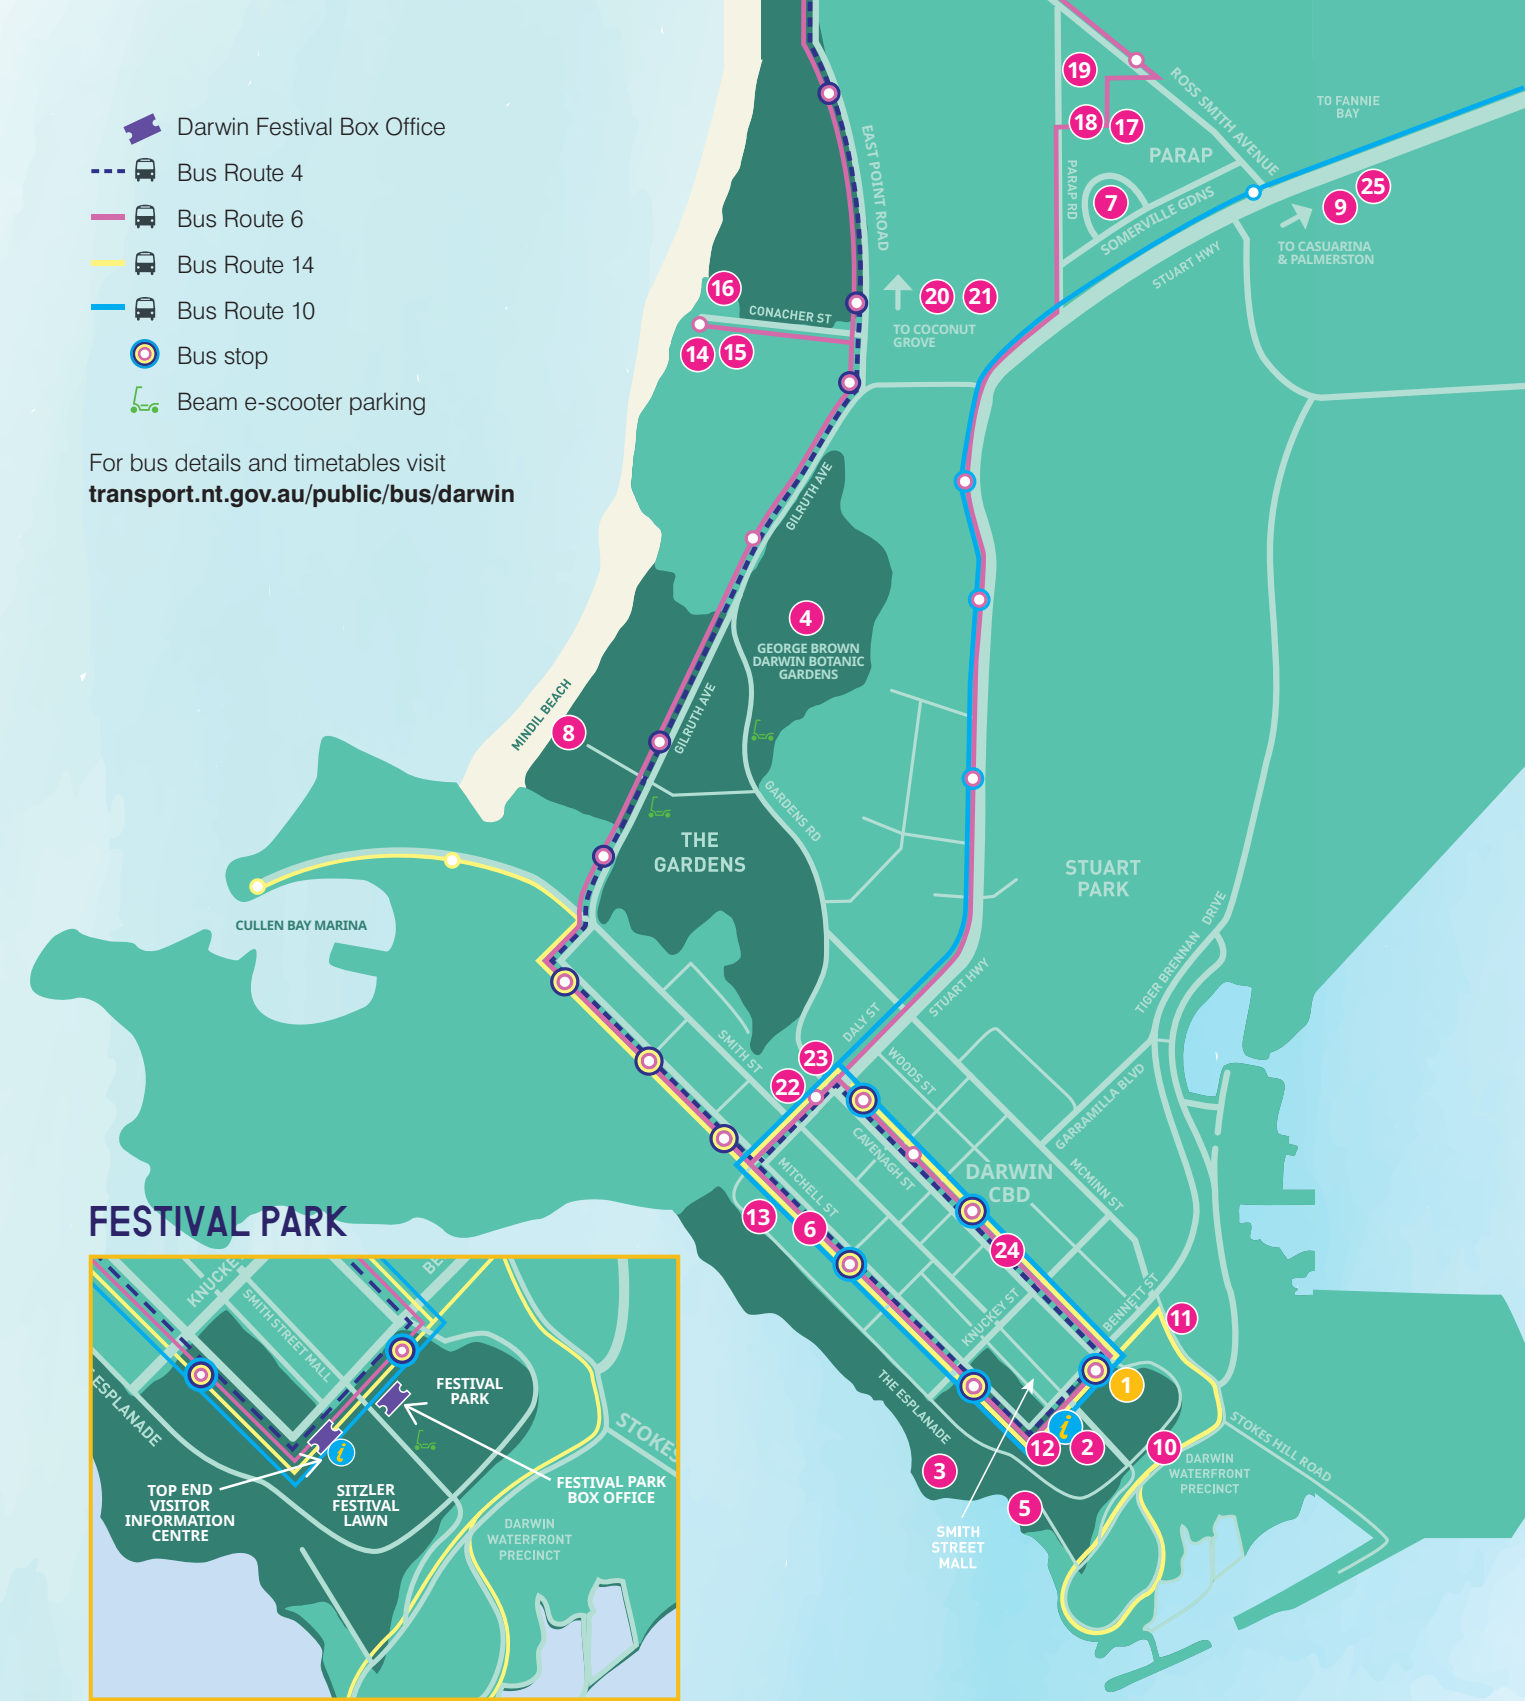 Darwin Festival Box Office
Bus Route 4
Bus Route 6
Bus Route 14
Bus Route 10
Bus stop
Beam e-scooter parking
For bus details and timetables visit
transport.nt.gov.au/public/bus/darwin
19
ROSS SMITH AVENUE
TO FANNIE
BAY
18
17
PARAP
EAST POINT ROAD
PARAP RD
7
SOMERVILLE GDNS
25
9
TO CASUARINA
& PALMERSTON
STUART HWY
16
CONACHER ST
20
21
TO COCONUT
GROVE
14
15
GILRUTH AVE
4
GEORGE BROWN
DARWIN BOTANIC
GARDENS
MINDIL BEACH
8
GILRUTH AVE
GARDENS RD
THE
GARDENS
STUART
PARK
CULLEN BAY MARINA
TIGER BRENNAN DRIVE
STUART HWY
DALY ST
SMITH ST
23
22
WOODS ST
GARRAMILLA BLVD
CAVENAGH ST
MCMINN ST
DARWIN
CBD
MITCHELL ST
13
6
24
KNUCKEY ST
BENNETT ST
11
THE ESPLANADE
1
i
12
2
10
3
5
STOKES HILL ROAD
DARWIN
WATERFRONT
PRECINCT
SMITH
STREET
MALL
FESTIVAL PARK
KNUCKE
BE
SMITH STREET MALL
ESPLANADE
FESTIVAL
PARK
STOKES
i
TOP END
VISITOR
INFORMATION
CENTRE
SITZLER
FESTIVAL
LAWN
FESTIVAL PARK
BOX OFFICE
DARWIN
WATERFRONT
PRECINCT